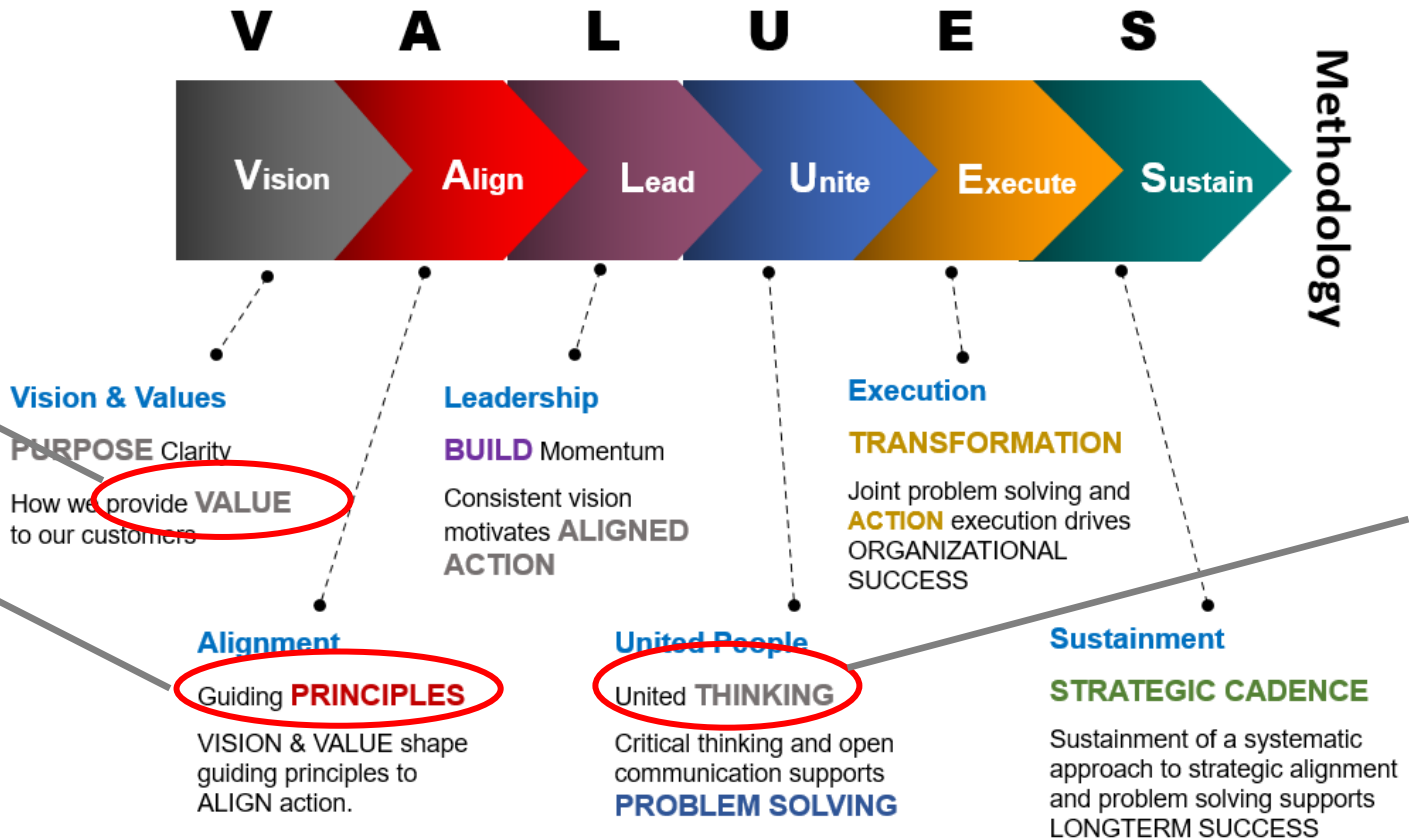 V A L U E S
Methodology
Vision
Align
Lead
Unite
Execute
Sustain
Vision & Values
PURPOSE Clarity
How we provide VALUE
to our customers
Leadership
BUILD Momentum
Consistent vision
motivates ALIGNED
ACTION
Execution
TRANSFORMATION
Joint problem solving and
ACTION execution drives
ORGANIZATIONAL
SUCCESS
Alignment
Guiding PRINCIPLES
VISION & VALUE shape
guiding principles to
ALIGN action.
United People
United THINKING
Critical thinking and open
communication supports
PROBLEM SOLVING
Sustainment
STRATEGIC CADENCE
Sustainment of a systematic
approach to strategic alignment
and problem solving supports
LONGTERM SUCCESS